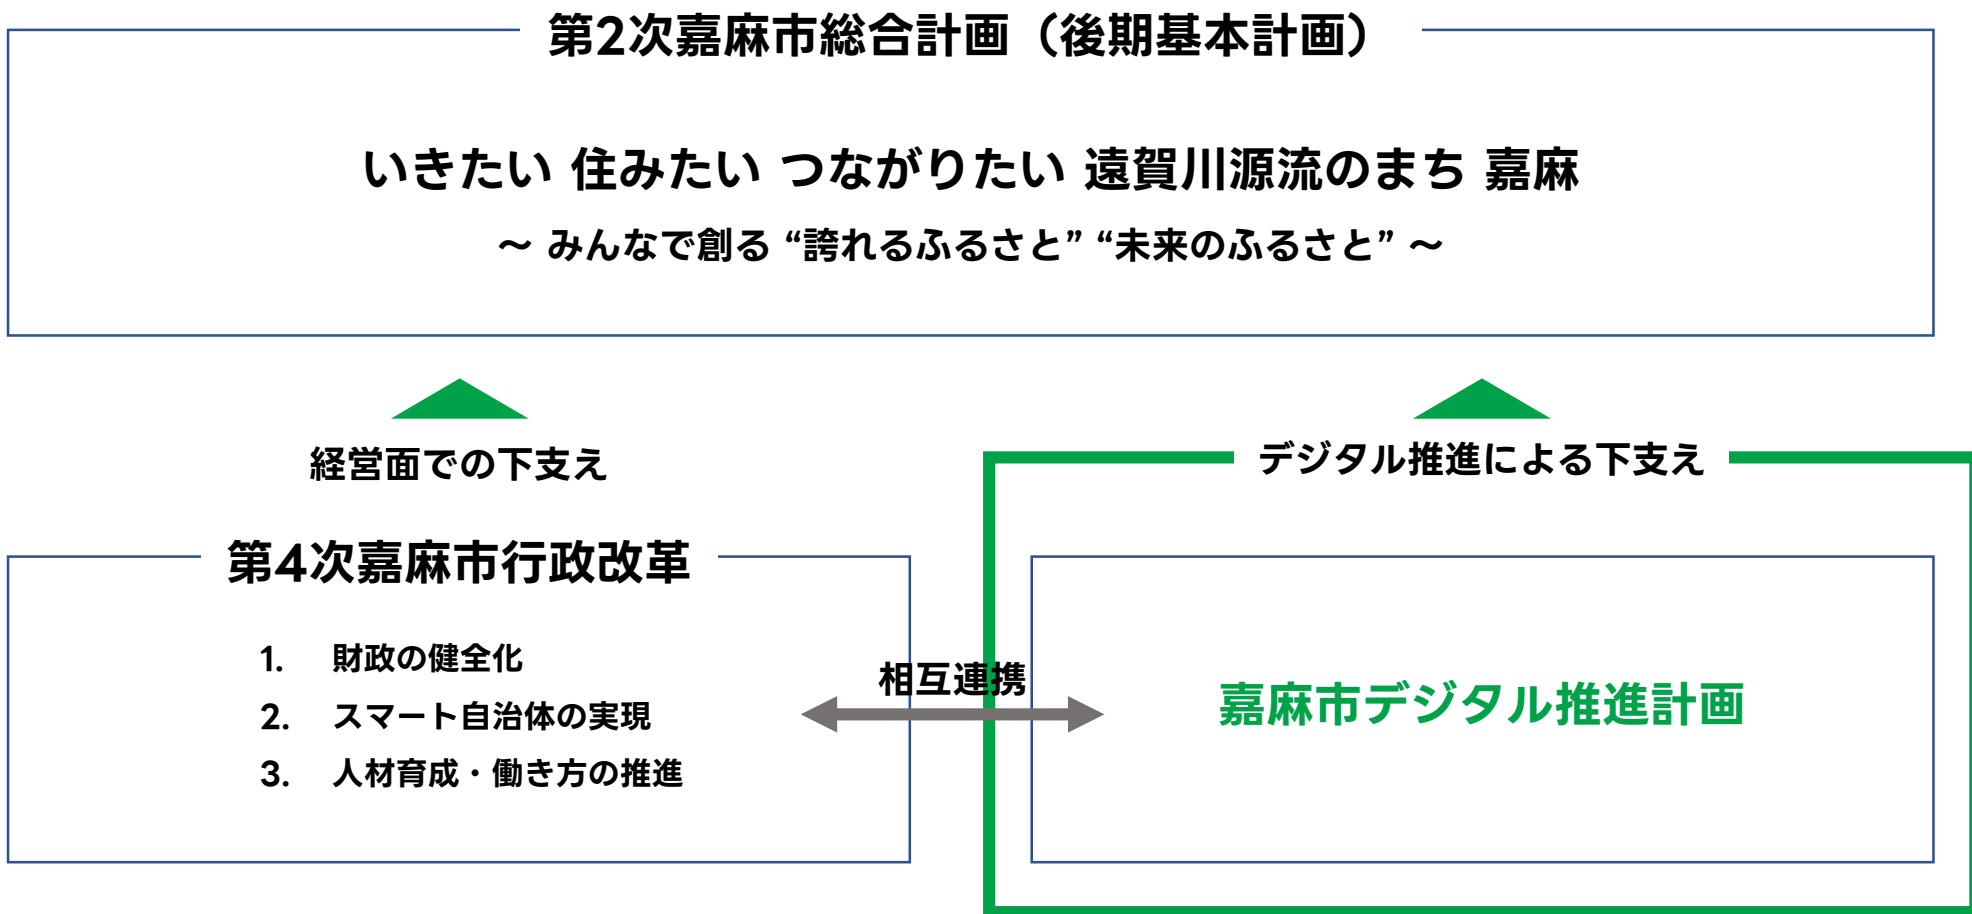 第2次嘉麻市総合計画（後期基本計画）
いきたい 住みたい つながりたい 遠賀川源流のまち 嘉麻
～ みんなで創る “誇れるふるさと” “未来のふるさと” ～
経営面での下支え
デジタル推進による下支え
第4次嘉麻市行政改革
1. 財政の健全化
2. スマート自治体の実現
3. 人材育成・働き方の推進
相互連携
嘉麻市デジタル推進計画